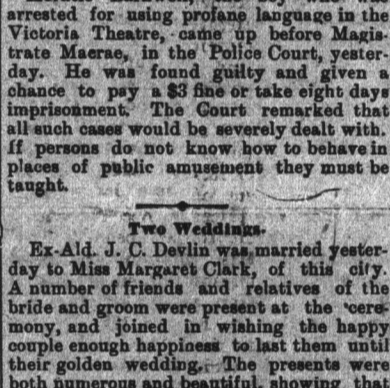 arrested for using profane language in the
Victoria Theatre, came up before Magis-
trate Macrae, in the Police Court, yester-
day. He was found guilty and given a
chance to pay a $3 fine or take eight days
imprisonment. The Court remarked that
all such cases would be severely dealt with.
If persons do not know how to behave in
places of public amusement they must be
taught.
Two Weddings.
Ex-Ald. J. C. Devlin was married yester-
day to Miss Margaret Clark, of this city.
A number of friends and relatives of the
bride and groom were present at the cere-
mony, and joined in wishing the happy
couple enough happiness to last them until
their golden wedding. The presents were
both numerous and beautiful showing the